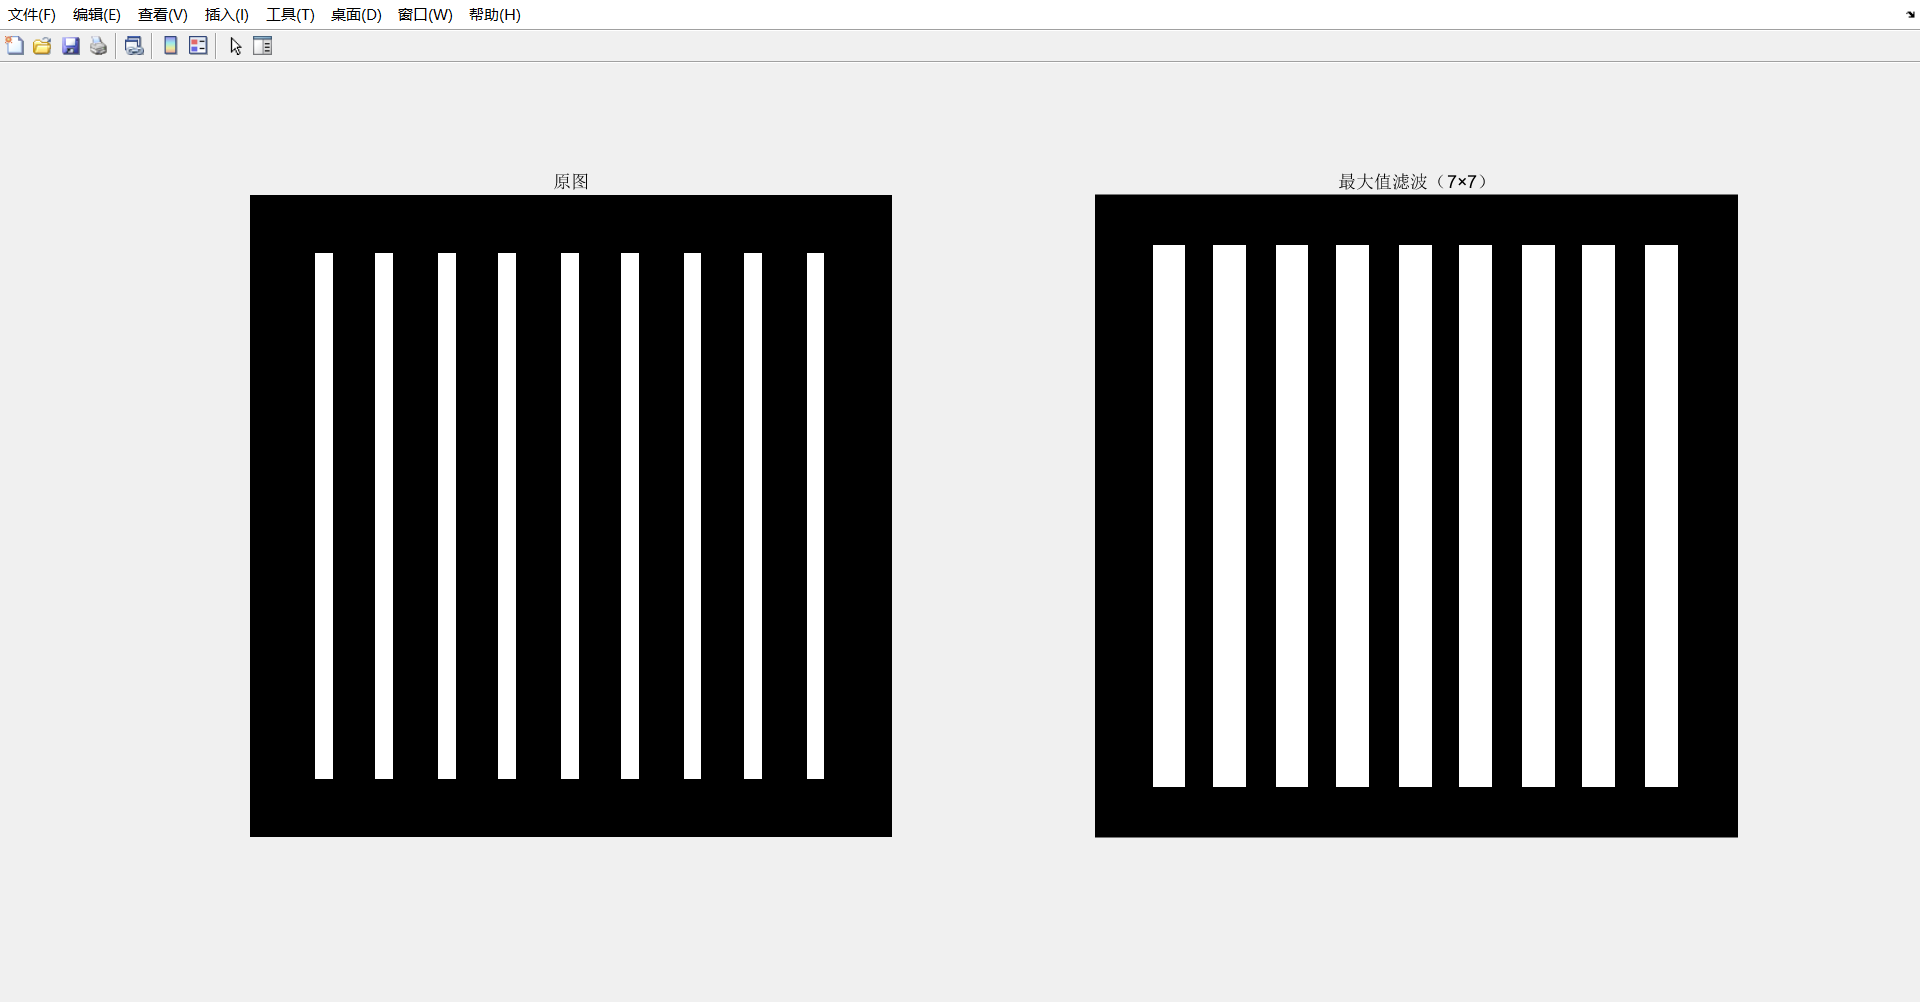 文件(F) 编辑(E) 查看(V) 插入(I) 工具(T) 桌面(D) 窗口(W) 帮助(H)
原图
最大值滤波（7×7）